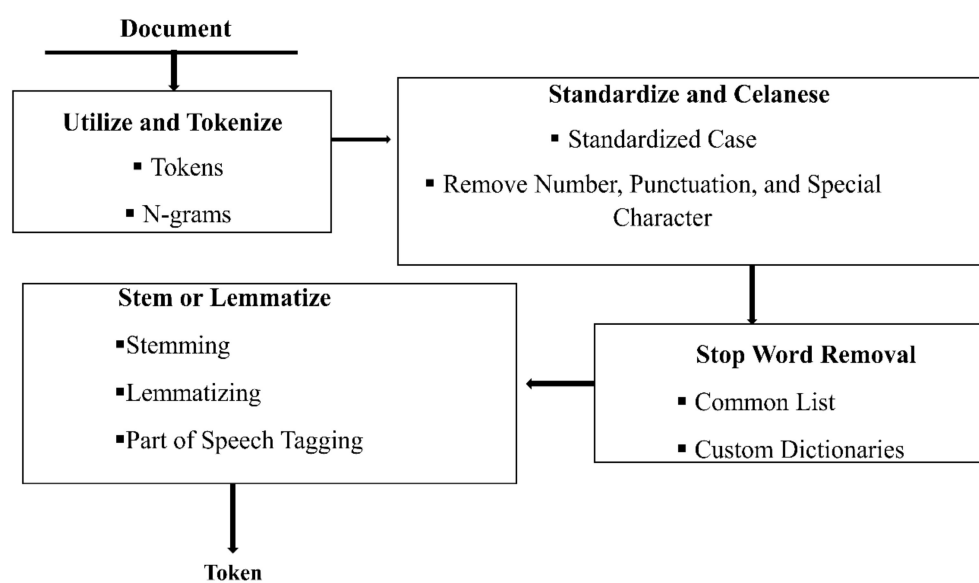 Document
Utilize and Tokenize
▪ Tokens
▪ N-grams
Standardize and Celanese
▪ Standardized Case
▪ Remove Number, Punctuation, and Special
Character
Stop Word Removal
▪ Common List
▪ Custom Dictionaries
Stem or Lemmatize
▪Stemming
▪Lemmatizing
▪Part of Speech Tagging
Token